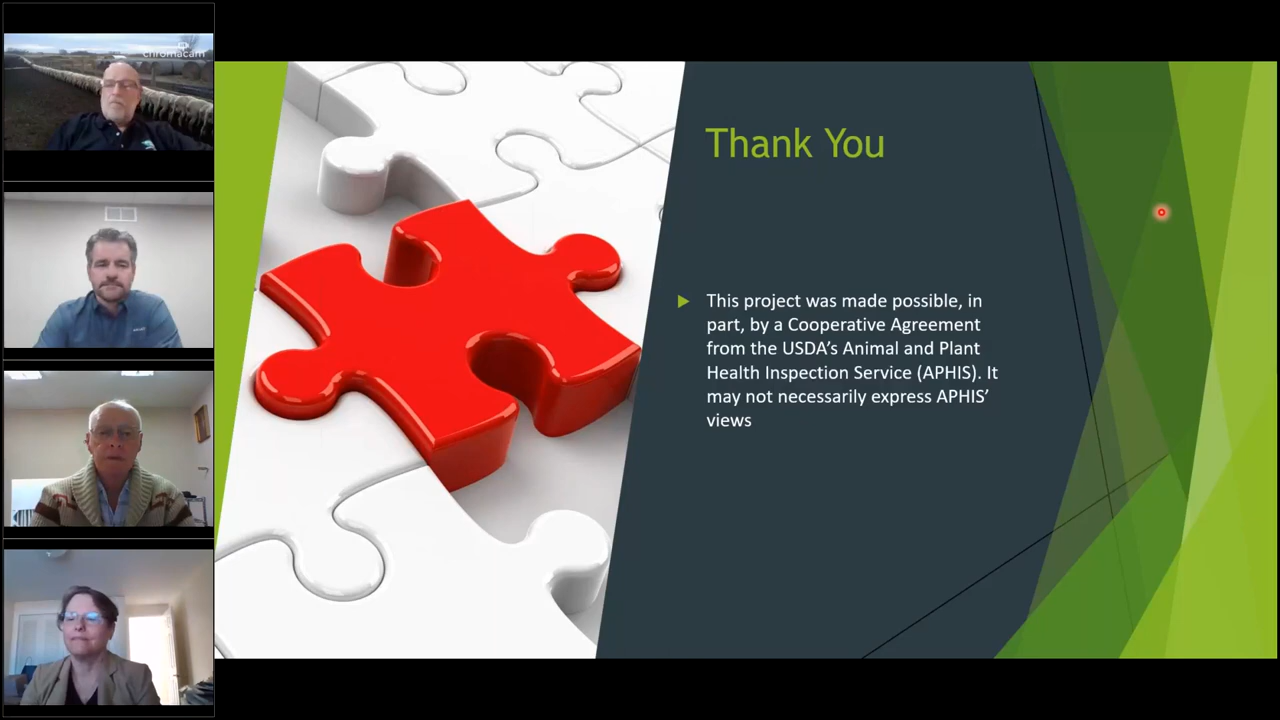 chromacam
Thank You
This project was made possible, in
part, by a Cooperative Agreement
from the USDA's Animal and Plant
Health Inspection Service (APHIS). It
may not necessarily express APHIS'
views